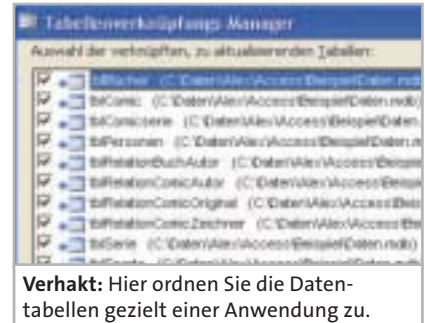 Tabellenverknüpfungs-Manager
Auswahl der verknüpften, zu aktualisierenden Tabellen:
tblBücher (C:\Daten\Alex\Access\Beispiel\Daten.mdb
tblComic (C:\Daten\Alex\Access\Beispiel\Daten.mdb)
tblComicserie (C:\Daten\Alex\Access\Beispiel\Daten.
tblPersonen (C:\Daten\Alex\Access\Beispiel\Daten.m
tblRelationBuchAutor (C:\Daten\Alex\Access\Beispie
tblRelationComicAutor (C:\Daten\Alex\Access\Beispi
tblRelationComicOriginal (C:\Daten\Alex\Access\Beis
tblRelationComicZeichner (C:\Daten\Alex\Access\Be
tblSerie (C:\Daten\Alex\Access\Beispiel\Daten.mdb)
Verhakt: Hier ordnen Sie die Daten-
tabellen gezielt einer Anwendung zu.